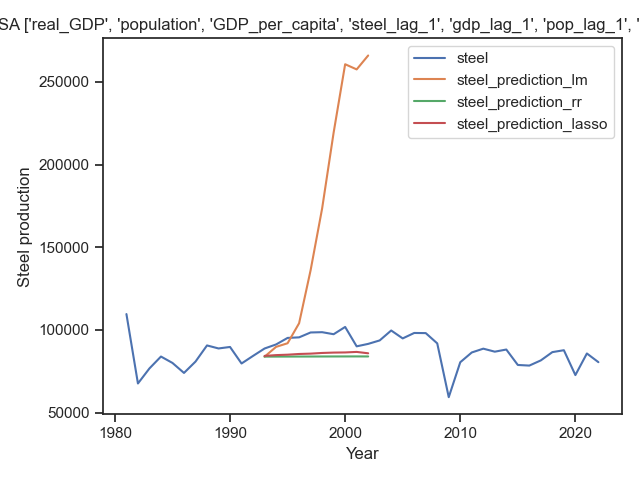 SA ['real_GDP', 'population', 'GDP_per_capita', 'steel_lag_1', 'gdp_lag_1', 'pop_lag_1', '
steel
steel_prediction_lm
steel_prediction_rr
steel_prediction_lasso
250000
200000
150000
100000
50000
Steel production
1980 1990 2000 2010 2020
Year